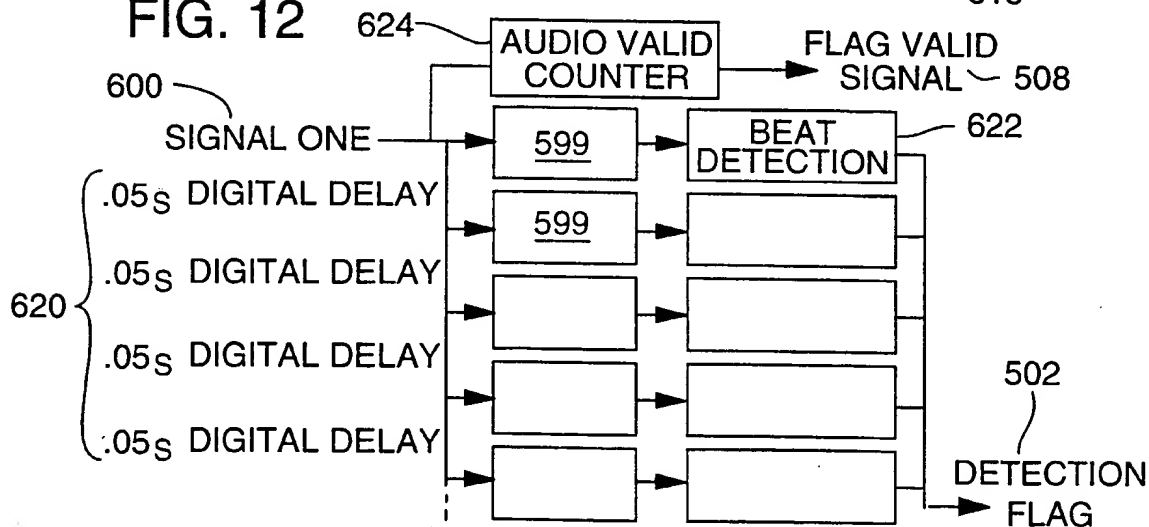 FIG. 12
624
AUDIO VALID
COUNTER
FLAG VALID
SIGNAL
508
600
SIGNAL ONE
599
BEAT
DETECTION
622
.05s DIGITAL DELAY
599
.05s DIGITAL DELAY
620
.05s DIGITAL DELAY
.05s DIGITAL DELAY
502
DETECTION
FLAG